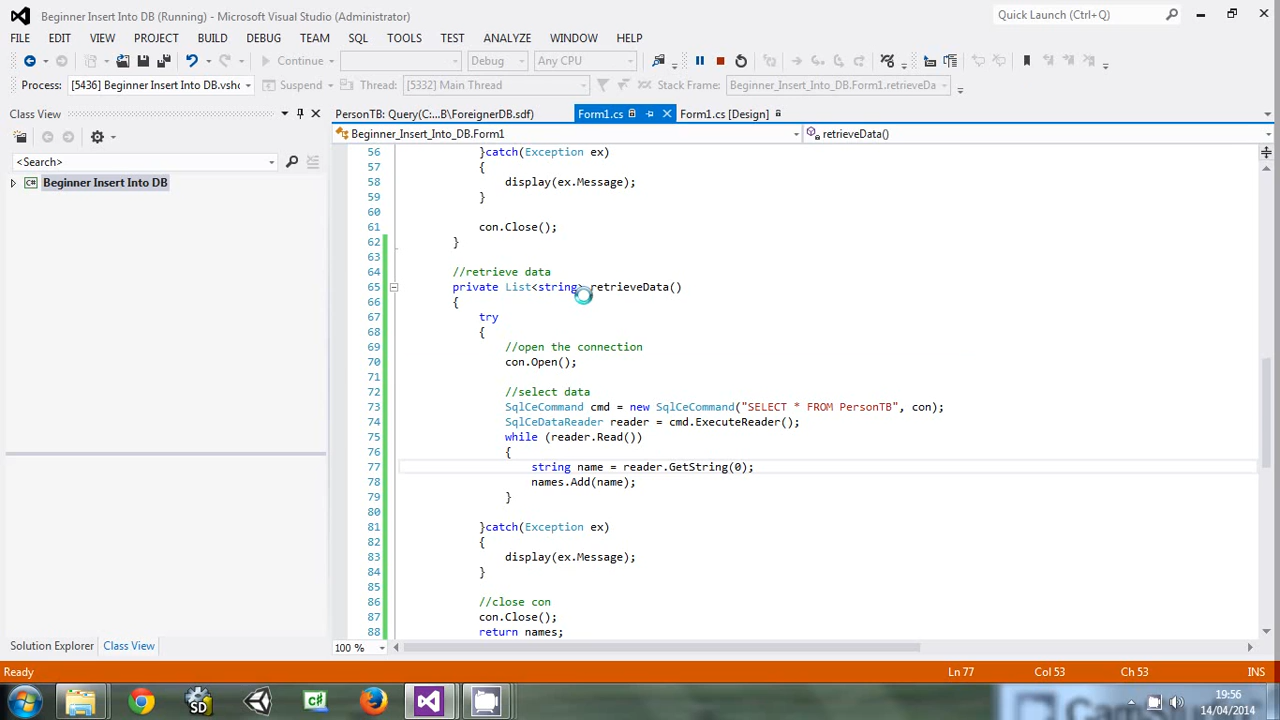 Beginner Insert Into DB (Running) - Microsoft Visual Studio (Administrator)
Quick Launch (Ctrl+Q)
FILE EDIT VIEW PROJECT BUILD DEBUG TEAM SQL TOOLS TEST ANALYZE WINDOW HELP
Continue Debug Any CPU
Process: [5436] Beginner Insert Into DB.vshc Suspend Thread: [5332] Main Thread Stack Frame: Beginner_Insert_Into_DB.Form1.retrieveDa
Class View
PersonTB: Query(C:...B\ForeignerDB.sdf) Form1.cs Form1.cs [Design]
Beginner_Insert_Into_DB.Form1 retrieveData()
<Search>
Beginner Insert Into DB
56 }catch(Exception ex)
57 {
58 display(ex.Message);
59 }
60
61 con.Close();
62 }
63
64 //retrieve data
65 private List<string> retrieveData()
66 {
67 try
68 {
69 //open the connection
70 con.Open();
71
72 //select data
73 SqlCeCommand cmd = new SqlCeCommand("SELECT * FROM PersonTB", con);
74 SqlCeDataReader reader = cmd.ExecuteReader();
75 while (reader.Read())
76 {
77 string name = reader.GetString(0);
78 names.Add(name);
79 }
80
81 }catch(Exception ex)
82 {
83 display(ex.Message);
84 }
85
86 //close con
87 con.Close();
88 return names;
Solution Explorer Class View
100 %
Ready Ln 77 Col 53 Ch 53 INS
SD
C#
19:56
14/04/2014